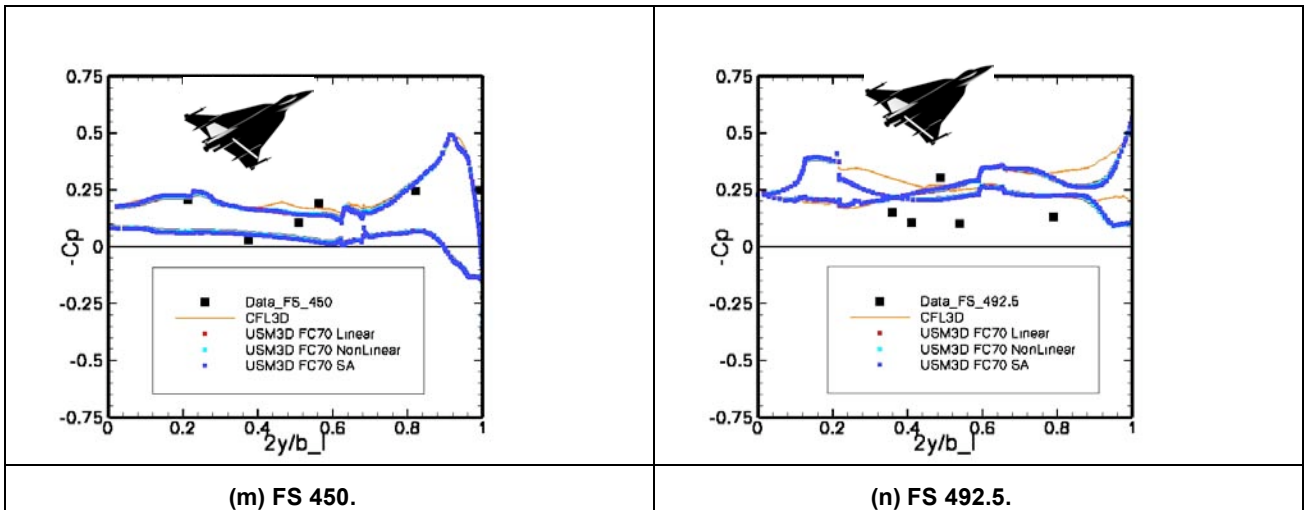 0.75
0.5
0.25
0
-0.25
-0.5
-0.75
-Cp
0 0.2 0.4 0.6 0.8 1
2y/b_l
Data_FS_450
CFL3D
USM3D FC70 Linear
USM3D FC70 NonLinear
USM3D FC70 SA
(m) FS 450.
0.75
0.5
0.25
0
-0.25
-0.5
-0.75
-Cp
0 0.2 0.4 0.6 0.8 1
2y/b_l
Data_FS_492.5
CFL3D
USM3D FC70 Linear
USM3D FC70 NonLinear
USM3D FC70 SA
(n) FS 492.5.